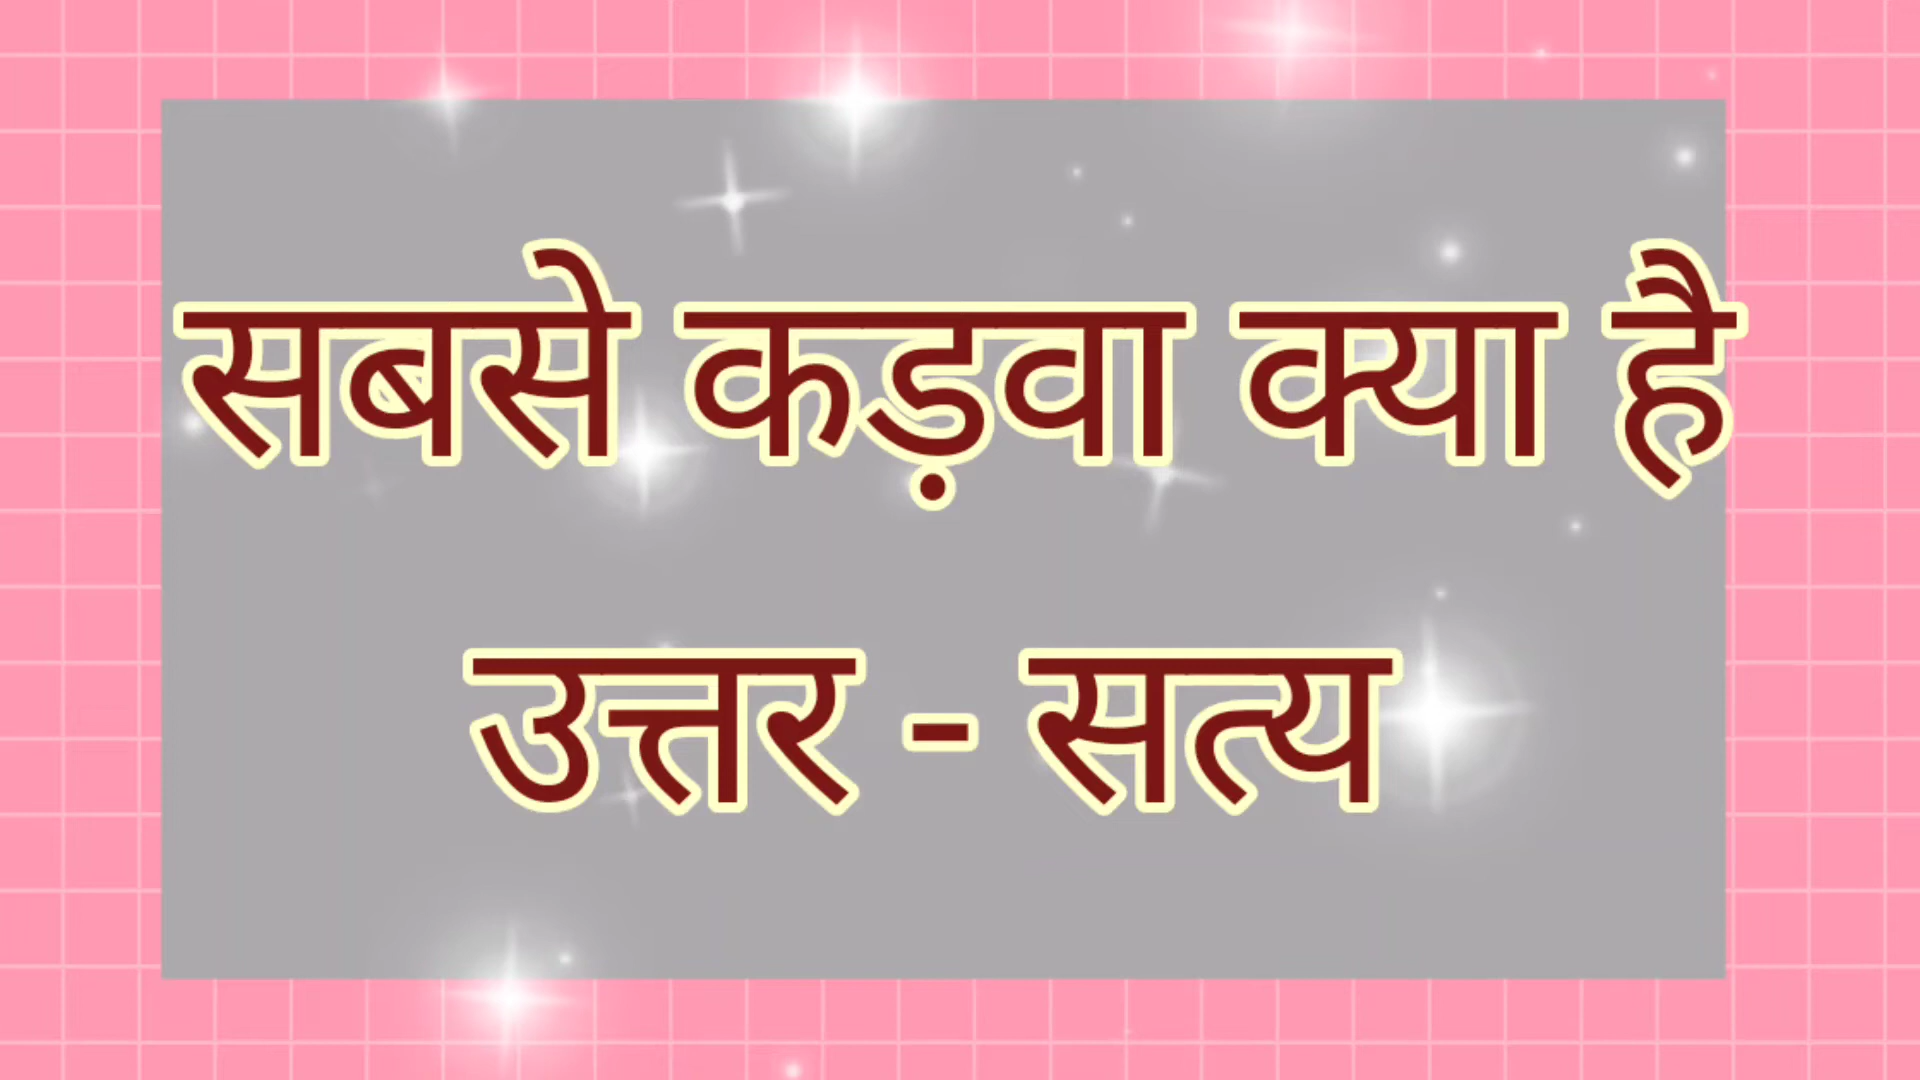 सबसे कड़वा क्या है
उत्तर - सत्य